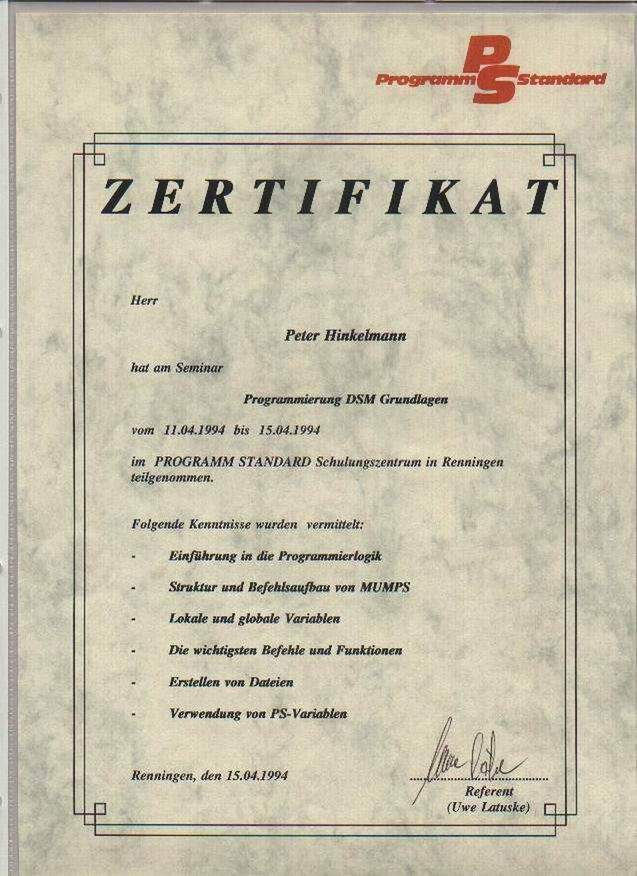 PS
Programm Standard
ZERTIFIKAT
Herr
Peter Hinkelmann
hat am Seminar
Programmierung DSM Grundlagen
vom 11.04.1994 bis 15.04.1994
im PROGRAMM STANDARD Schulungszentrum in Renningen
teilgenommen.
Folgende Kenntnisse wurden vermittelt:
- Einführung in die Programmierlogik
- Struktur und Befehlsaufbau von MUMPS
- Lokale und globale Variablen
- Die wichtigsten Befehle und Funktionen
- Erstellen von Dateien
- Verwendung von PS-Variablen
Renningen, den 15.04.1994
Referent
(Uwe Latuske)